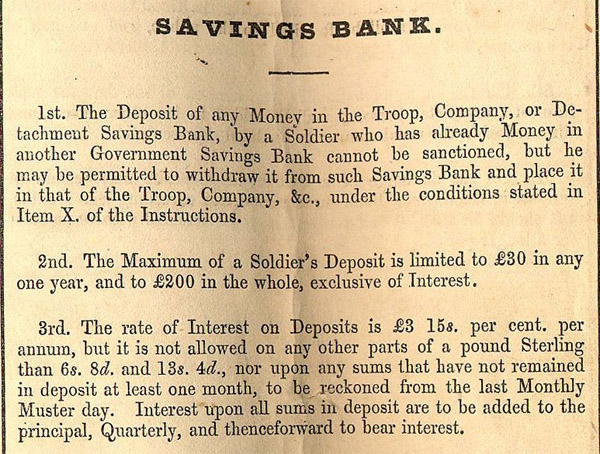 SAVINGS BANK.
1st. The Deposit of any Money in the Troop, Company, or De-
tachment Savings Bank, by a Soldier who has already Money in
another Government Savings Bank cannot be sanctioned, but he
may be permitted to withdraw it from such Savings Bank and place it
in that of the Troop, Company, &c., under the conditions stated in
Item X. of the Instructions.
2nd. The Maximum of a Soldier's Deposit is limited to £30 in any
one year, and to £200 in the whole, exclusive of Interest.
3rd. The rate of Interest on Deposits is £3 15s. per cent. per
annum, but it is not allowed on any other parts of a pound Sterling
than 6s. 8d. and 13s. 4d., nor upon any sums that have not remained
in deposit at least one month, to be reckoned from the last Monthly
Muster day. Interest upon all sums in deposit are to be added to the
principal, Quarterly, and thenceforward to bear interest.